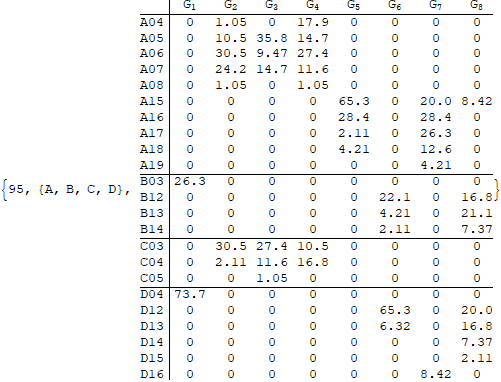 G₁ G₂ G₃ G₄ G₅ G₆ G₇ G₈
A04 0 1.05 0 17.9 0 0 0 0
A05 0 10.5 35.8 14.7 0 0 0 0
A06 0 30.5 9.47 27.4 0 0 0 0
A07 0 24.2 14.7 11.6 0 0 0 0
A08 0 1.05 0 1.05 0 0 0 0
A15 0 0 0 0 65.3 0 20.0 8.42
A16 0 0 0 0 28.4 0 28.4 0
A17 0 0 0 0 2.11 0 26.3 0
A18 0 0 0 0 4.21 0 12.6 0
A19 0 0 0 0 0 0 4.21 0
{95, {A, B, C, D}, B03 26.3 0 0 0 0 0 0 0 }
B12 0 0 0 0 0 22.1 0 16.8
B13 0 0 0 0 0 4.21 0 21.1
B14 0 0 0 0 0 2.11 0 7.37
C03 0 30.5 27.4 10.5 0 0 0 0
C04 0 2.11 11.6 16.8 0 0 0 0
C05 0 0 1.05 0 0 0 0 0
D04 73.7 0 0 0 0 0 0 0
D12 0 0 0 0 0 65.3 0 20.0
D13 0 0 0 0 0 6.32 0 16.8
D14 0 0 0 0 0 0 0 7.37
D15 0 0 0 0 0 0 0 2.11
D16 0 0 0 0 0 0 8.42 0